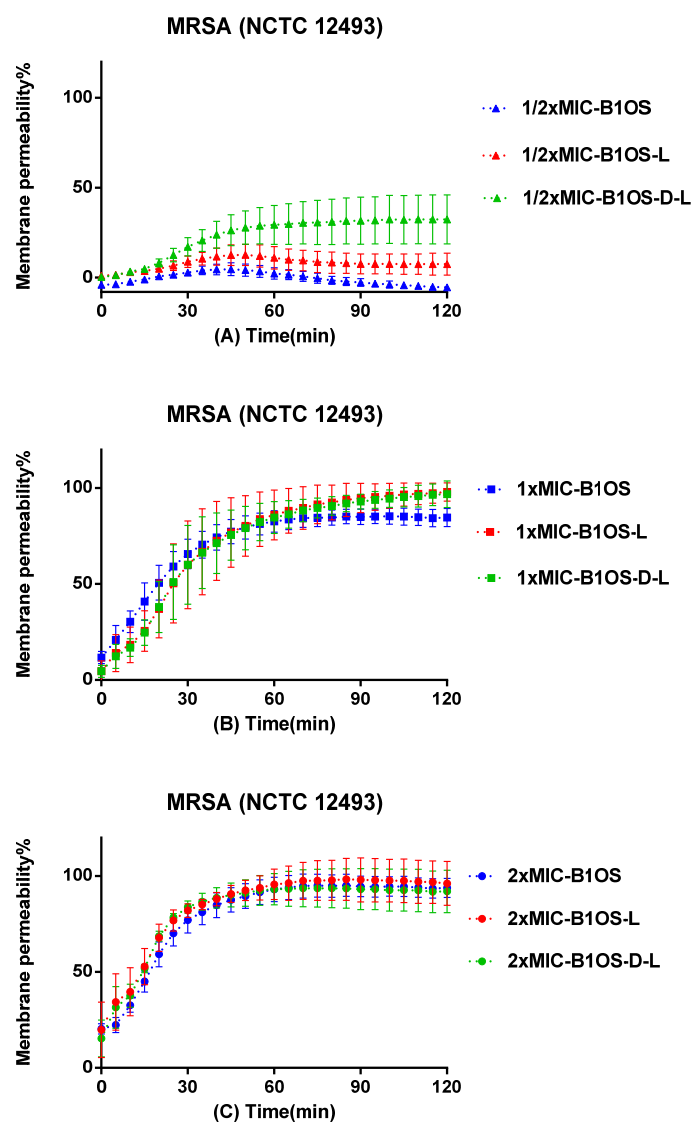 MRSA (NCTC 12493)
Membrane permeability%
100
50
0
0 30 60 90 120
(A) Time(min)
1/2xMIC-B1OS
1/2xMIC-B1OS-L
1/2xMIC-B1OS-D-L
MRSA (NCTC 12493)
Membrane permeability%
100
50
0
0 30 60 90 120
(B) Time(min)
1xMIC-B1OS
1xMIC-B1OS-L
1xMIC-B1OS-D-L
MRSA (NCTC 12493)
Membrane permeability%
100
50
0
0 30 60 90 120
(C) Time(min)
2xMIC-B1OS
2xMIC-B1OS-L
2xMIC-B1OS-D-L